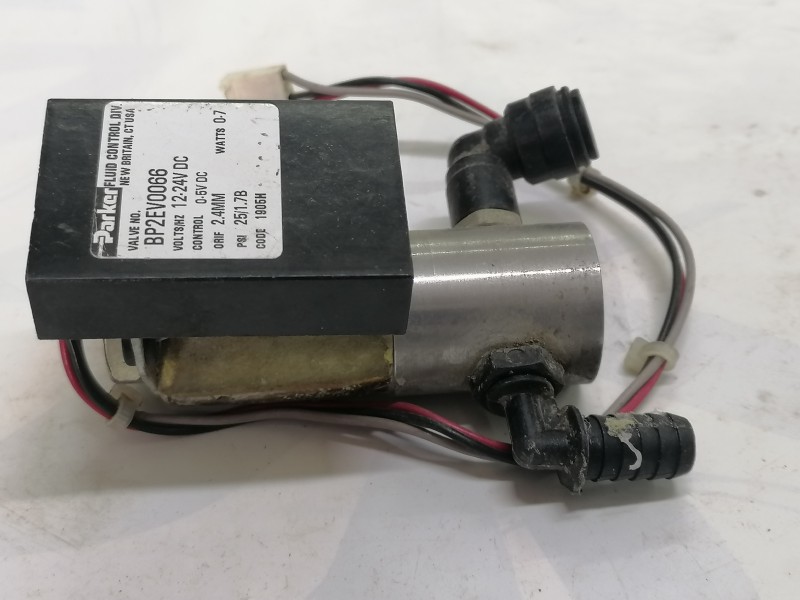 Parker FLUID CONTROL DIV.
NEW BRITAIN, CT USA
VALVE NO.
BP2EV0066
VOLTS/HZ 12-24V DC
CONTROL 0-5V DC
ORIF 2.4MM WATTS 0-7
PSI 25/1.7B
CODE 1905H